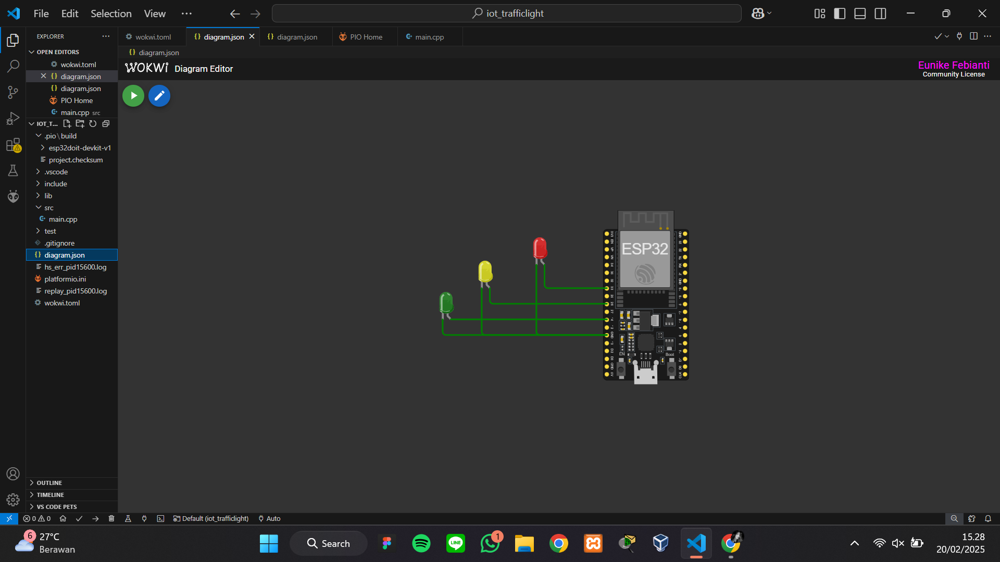 File Edit Selection View
iot_trafficlight
EXPLORER
wokwi.toml
diagram.json
diagram.json
PIO Home
main.cpp
OPEN EDITORS
wokwi.toml
diagram.json
diagram.json
PIO Home
main.cpp src
diagram.json
WOKWi Diagram Editor
Eunike Febianti
Community License
IOT_T...
.pio\build
esp32doit-devkit-v1
project.checksum
.vscode
include
lib
src
main.cpp
test
.gitignore
diagram.json
hs_err_pid15600.log
platformio.ini
replay_pid15600.log
wokwi.toml
ESP32
EN
Boot
OUTLINE
TIMELINE
VS CODE PETS
0 0
Default (iot_trafficlight)
Auto
6
27°C
Berawan
Search
LINE
1
15.28
20/02/2025